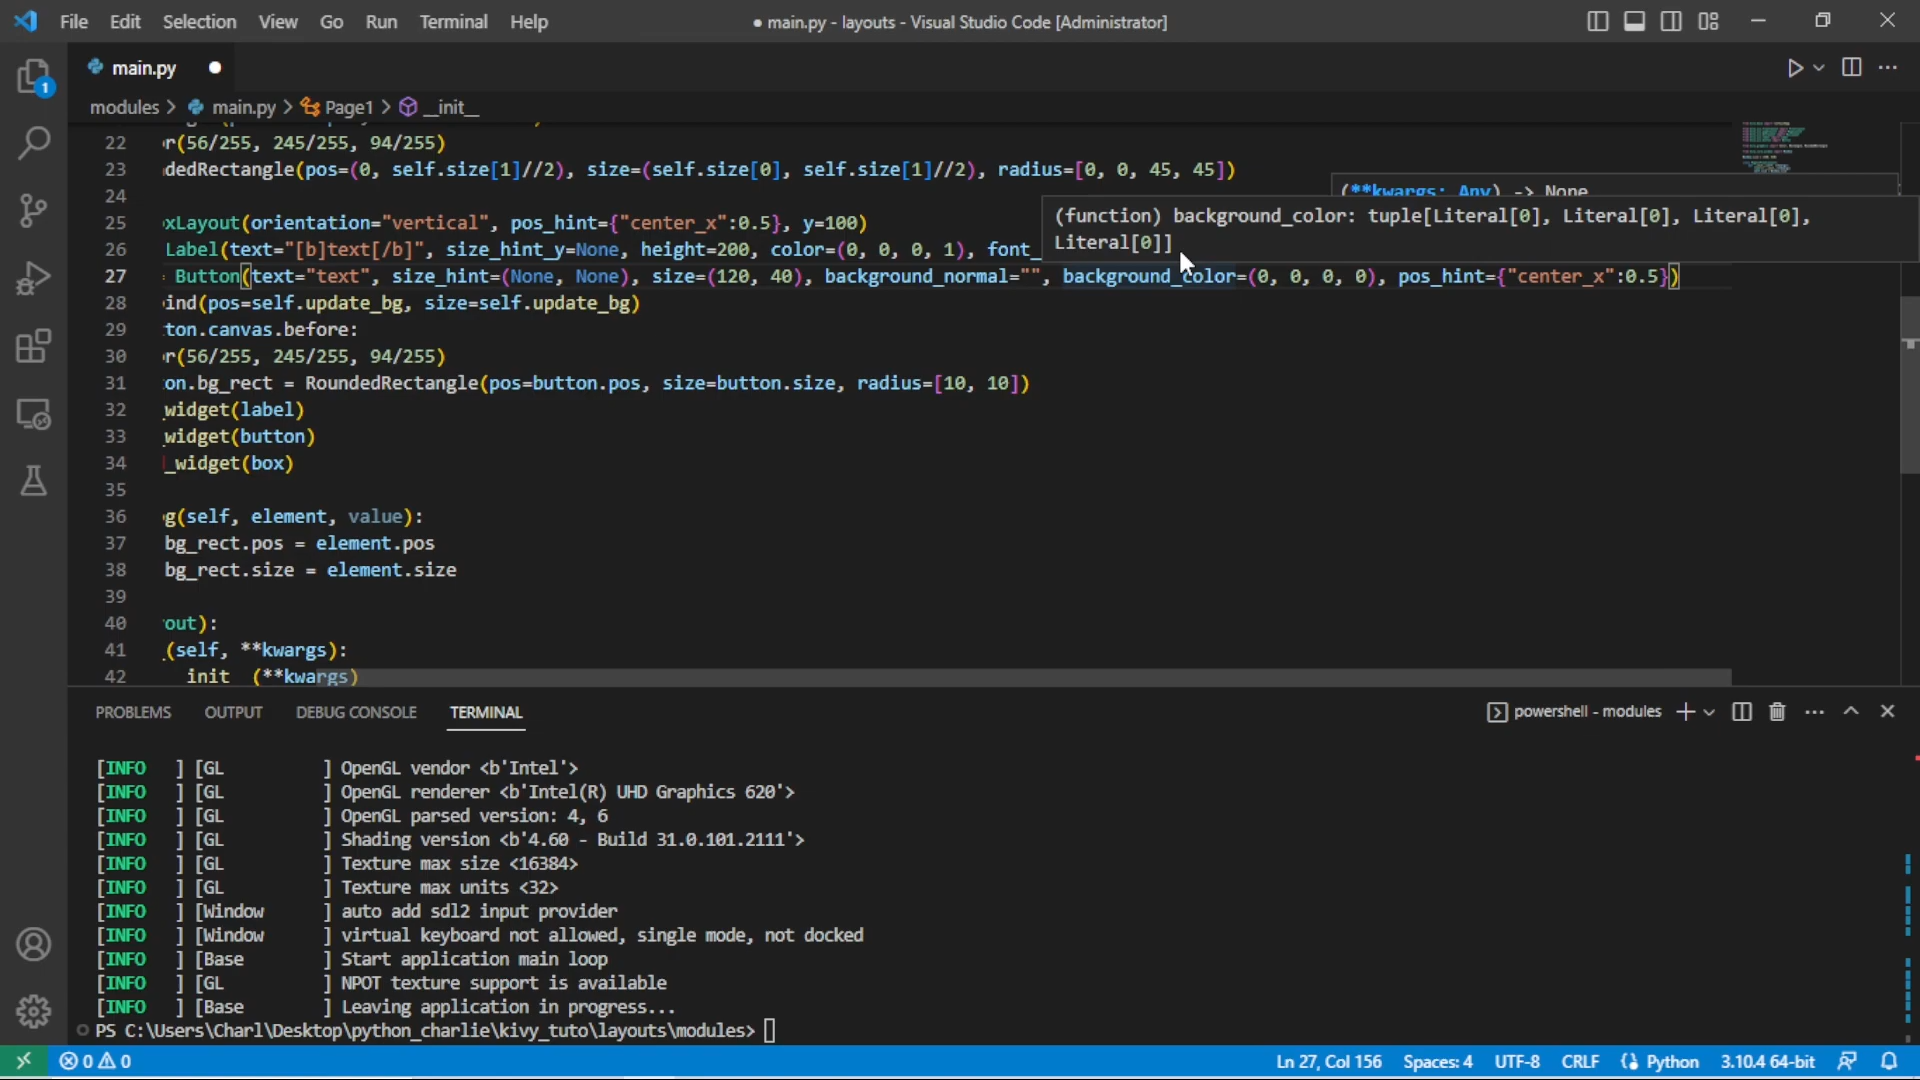 File Edit Selection View Go Run Terminal Help
● main.py - layouts - Visual Studio Code [Administrator]
1
main.py ●
modules > main.py > Page1 > __init__
22 r(56/255, 245/255, 94/255)
23 dedRectangle(pos=(0, self.size[1]//2), size=(self.size[0], self.size[1]//2), radius=[0, 0, 45, 45])
(**kwargs: Any) -> None
24
(function) background_color: tuple[Literal[0], Literal[0], Literal[0],
Literal[0]]
25 oxLayout(orientation="vertical", pos_hint={"center_x":0.5}, y=100)
26 Label(text="[b]text[/b]", size_hint_y=None, height=200, color=(0, 0, 0, 1), font_
27 = Button(text="text", size_hint=(None, None), size=(120, 40), background_normal="", background_color=(0, 0, 0, 0), pos_hint={"center_x":0.5})
28 ind(pos=self.update_bg, size=self.update_bg)
29 ton.canvas.before:
30 r(56/255, 245/255, 94/255)
31 on.bg_rect = RoundedRectangle(pos=button.pos, size=button.size, radius=[10, 10])
32 _widget(label)
33 _widget(button)
34 _widget(box)
35
36 g(self, element, value):
37 bg_rect.pos = element.pos
38 bg_rect.size = element.size
39
40 out):
41 _(self, **kwargs):
42 init (**kwargs)
PROBLEMS OUTPUT DEBUG CONSOLE TERMINAL
powershell - modules
[INFO ] [GL ] OpenGL vendor <b'Intel'>
[INFO ] [GL ] OpenGL renderer <b'Intel(R) UHD Graphics 620'>
[INFO ] [GL ] OpenGL parsed version: 4, 6
[INFO ] [GL ] Shading version <b'4.60 - Build 31.0.101.2111'>
[INFO ] [GL ] Texture max size <16384>
[INFO ] [GL ] Texture max units <32>
[INFO ] [Window ] auto add sdl2 input provider
[INFO ] [Window ] virtual keyboard not allowed, single mode, not docked
[INFO ] [Base ] Start application main loop
[INFO ] [GL ] NPOT texture support is available
[INFO ] [Base ] Leaving application in progress...
PS C:\Users\Charl\Desktop\python_charlie\kivy_tuto\layouts\modules>
0 0
Ln 27, Col 156 Spaces: 4 UTF-8 CRLF Python 3.10.4 64-bit